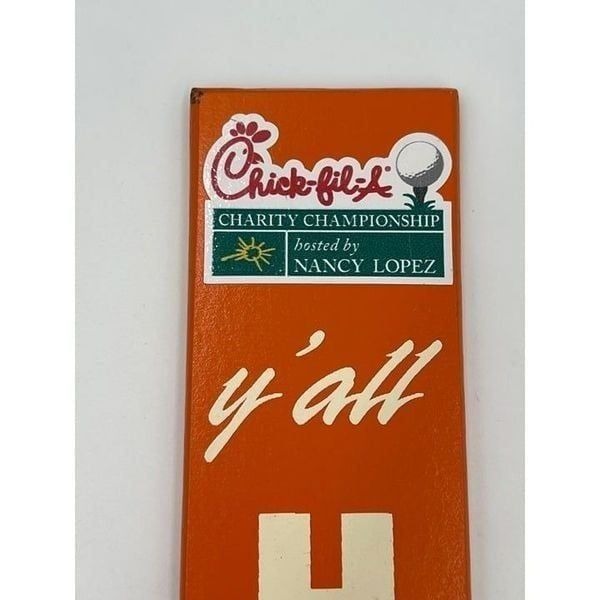 Chick-fil-A®
CHARITY CHAMPIONSHIP
hosted by
NANCY LOPEZ
y'all
H